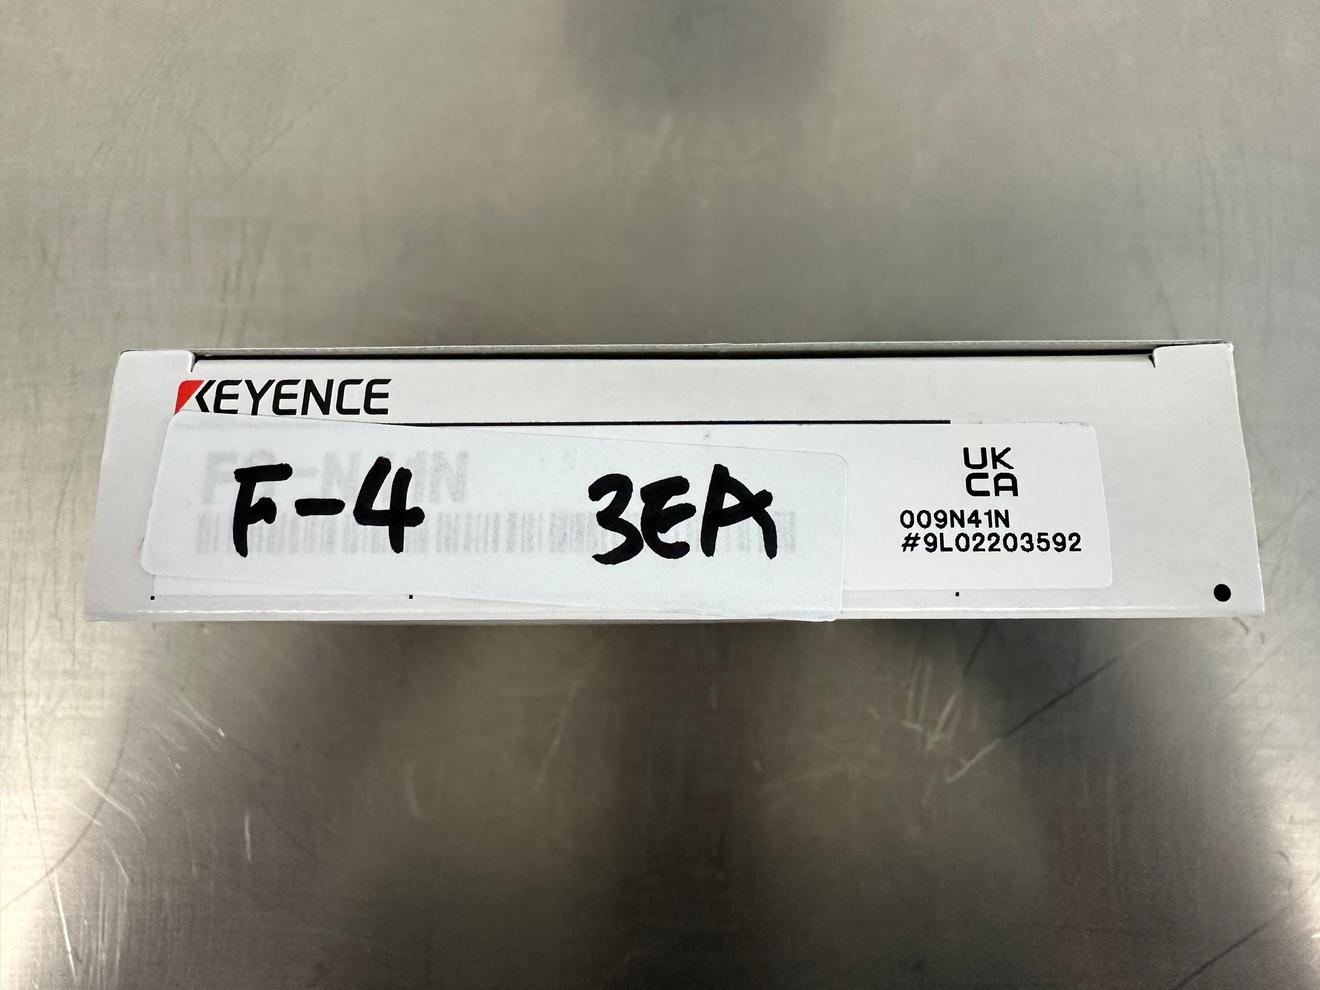 KEYENCE
F-4 3EA
UK
CA
009N41N
#9L02203592